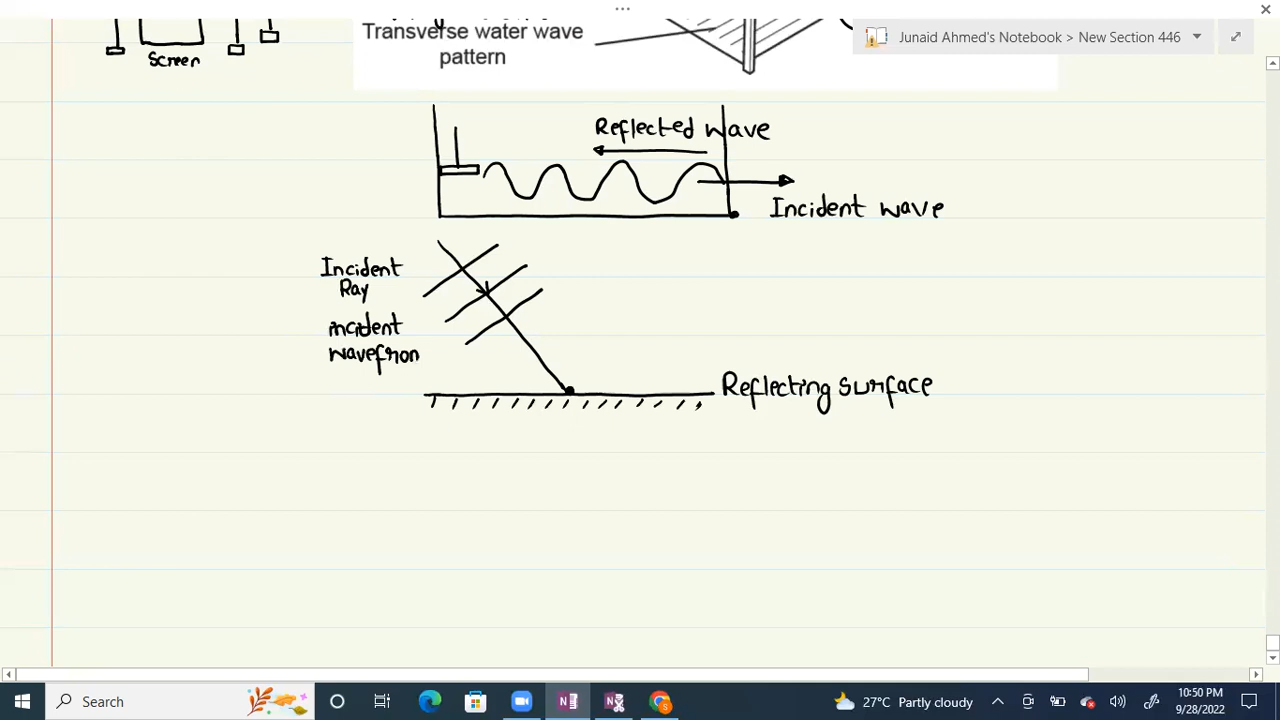 Junaid Ahmed's Notebook > New Section 446
Transverse water wave
pattern
Screen
Reflected wave
Incident wave
Incident
Ray
incident
wavefron
Reflecting surface
Search
27°C Partly cloudy
10:50 PM
9/28/2022